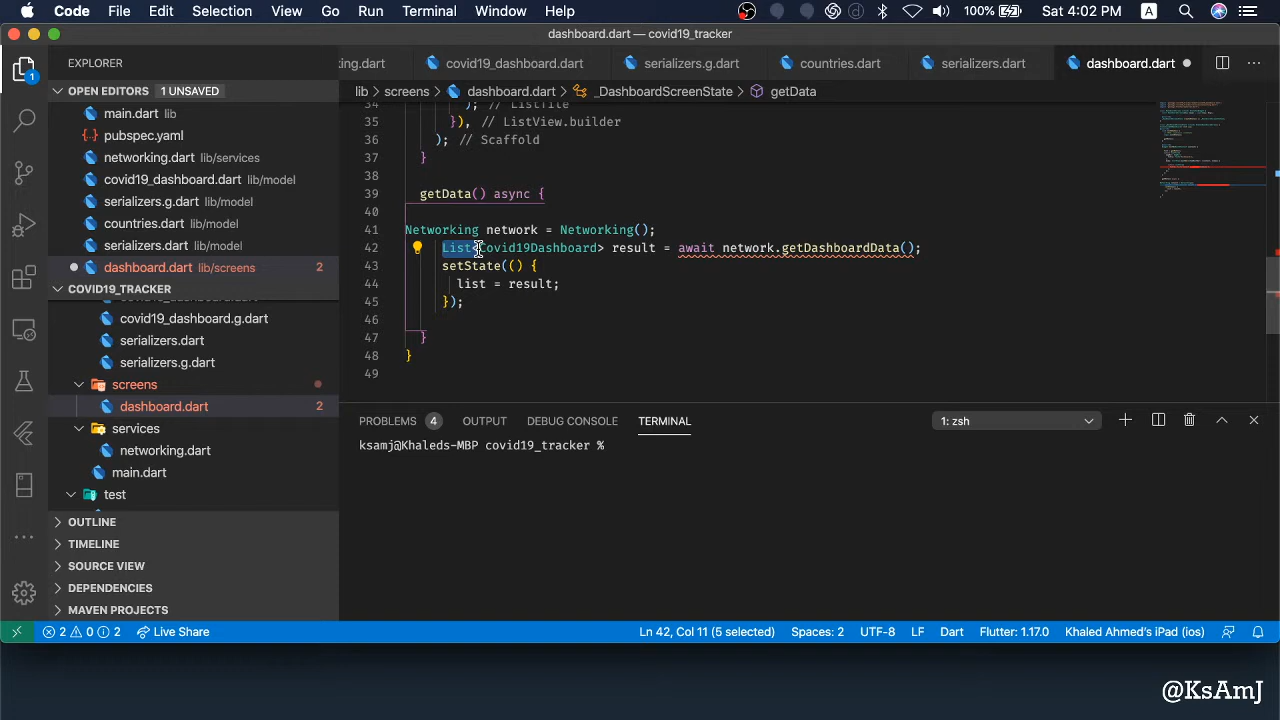 Code File Edit Selection View Go Run Terminal Window Help 100% Sat 4:02 PM A
dashboard.dart — covid19_tracker
EXPLORER
king.dart covid19_dashboard.dart serializers.g.dart countries.dart serializers.dart dashboard.dart
OPEN EDITORS 1 UNSAVED
lib > screens > dashboard.dart > _DashboardScreenState > getData
main.dart lib
pubspec.yaml
networking.dart lib/services
covid19_dashboard.dart lib/model
serializers.g.dart lib/model
countries.dart lib/model
serializers.dart lib/model
dashboard.dart lib/screens 2
COVID19_TRACKER
covid19_dashboard.g.dart
serializers.dart
serializers.g.dart
screens
dashboard.dart 2
services
networking.dart
main.dart
test
OUTLINE
TIMELINE
SOURCE VIEW
DEPENDENCIES
MAVEN PROJECTS
34 ); // ListTile
35 }) // ListView.builder
36 ); // Scaffold
37 }
38
39 getData() async {
40
41 Networking network = Networking();
42 List<Covid19Dashboard> result = await network.getDashboardData();
43 setState(() {
44 list = result;
45 });
46
47 }
48 }
49
PROBLEMS 4 OUTPUT DEBUG CONSOLE TERMINAL 1: zsh
ksamj@Khaleds-MBP covid19_tracker %
1
2 0 2 Live Share Ln 42, Col 11 (5 selected) Spaces: 2 UTF-8 LF Dart Flutter: 1.17.0 Khaled Ahmed's iPad (ios)
@KsAmJ